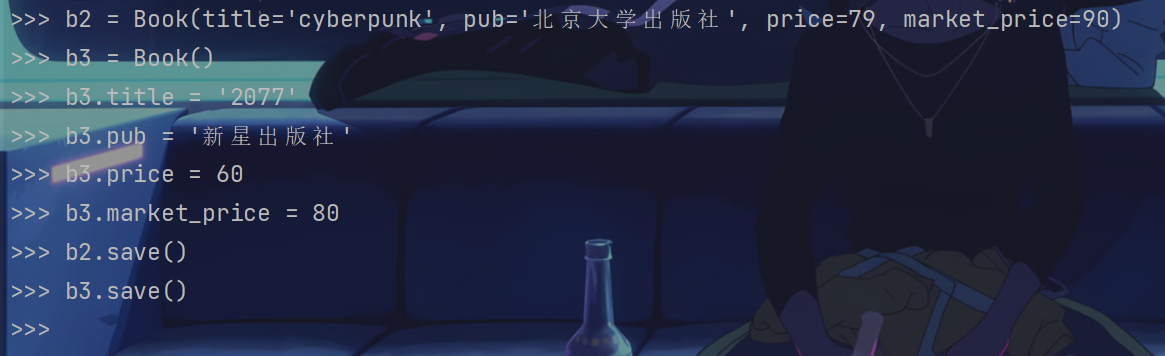 >>> b2 = Book(title='cyberpunk', pub='北京大学出版社', price=79, market_price=90)
>>> b3 = Book()
>>> b3.title = '2077'
>>> b3.pub = '新星出版社'
>>> b3.price = 60
>>> b3.market_price = 80
>>> b2.save()
>>> b3.save()
>>>